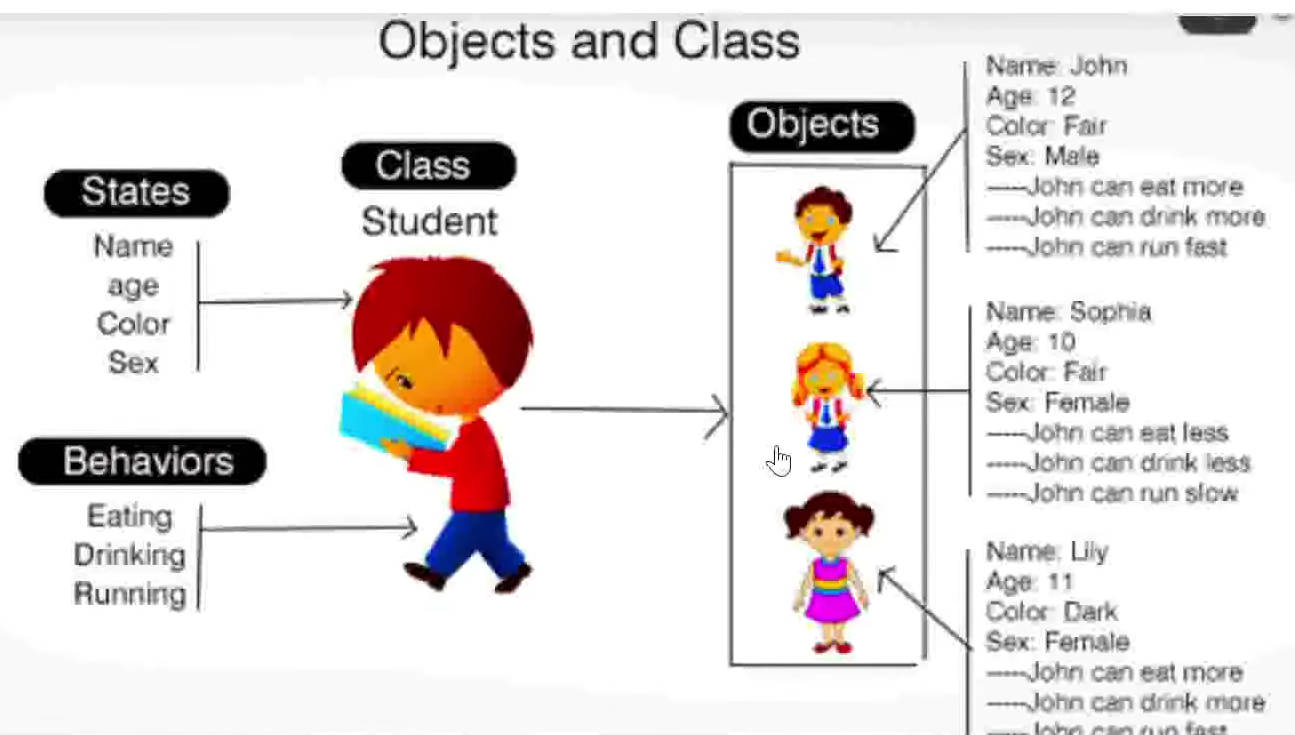 Objects and Class
States
Name
age
Color
Sex
Behaviors
Eating
Drinking
Running
Class
Student
Objects
Name: John
Age: 12
Color: Fair
Sex: Male
-----John can eat more
-----John can drink more
-----John can run fast
Name: Sophia
Age: 10
Color: Fair
Sex: Female
-----John can eat less
-----John can drink less
-----John can run slow
Name: Lily
Age: 11
Color: Dark
Sex: Female
-----John can eat more
-----John can drink more
-----John can run fast